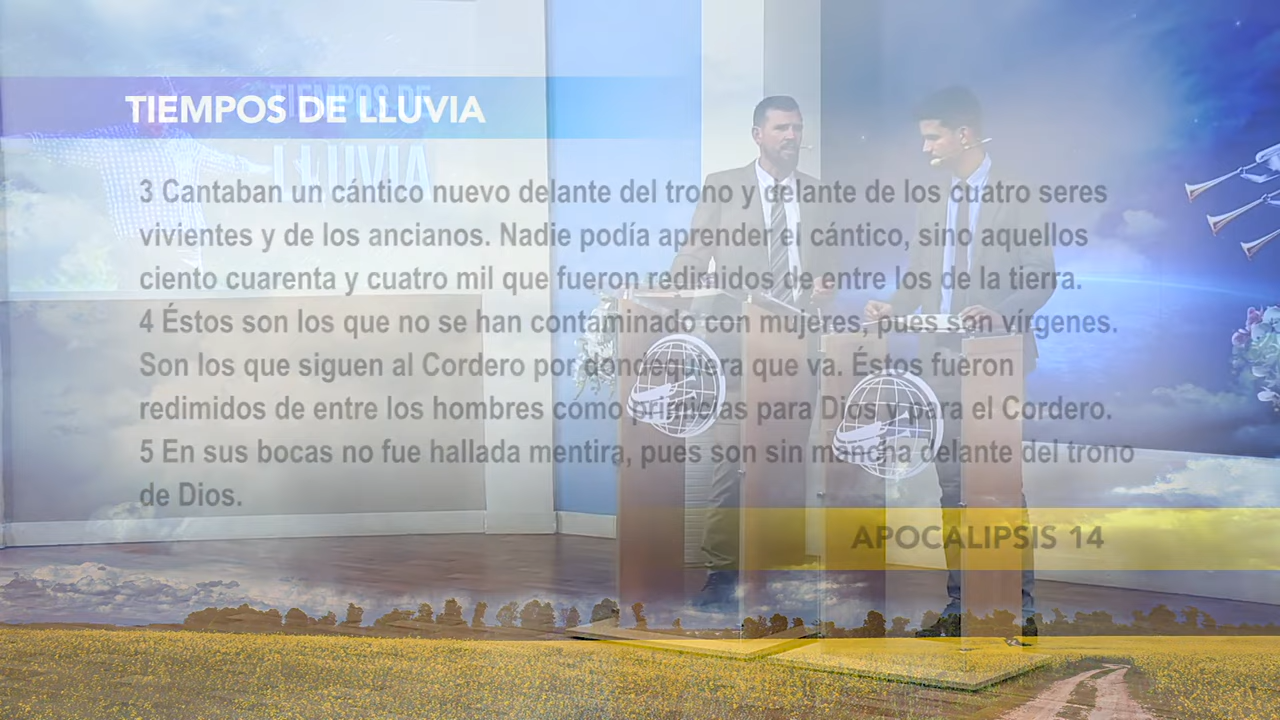 TIEMPOS DE LLUVIA
TIEMPOS DE
LLUVIA
3 Cantaban un cántico nuevo delante del trono y delante de los cuatro seres
vivientes y de los ancianos. Nadie podía aprender el cántico, sino aquellos
ciento cuarenta y cuatro mil que fueron redimidos de entre los de la tierra.
4 Éstos son los que no se han contaminado con mujeres, pues son vírgenes.
Son los que siguen al Cordero por dondequiera que va. Éstos fueron
redimidos de entre los hombres como primicias para Dios y para el Cordero.
5 En sus bocas no fue hallada mentira, pues son sin mancha delante del trono
de Dios.
APOCALIPSIS 14